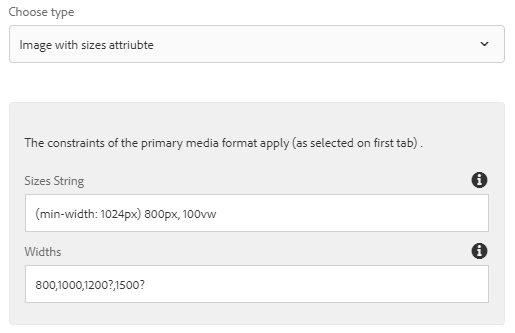 Choose type
Image with sizes attriubte
The constraints of the primary media format apply (as selected on first tab) .
Sizes String
(min-width: 1024px) 800px, 100vw
Widths
800,1000,1200?,1500?